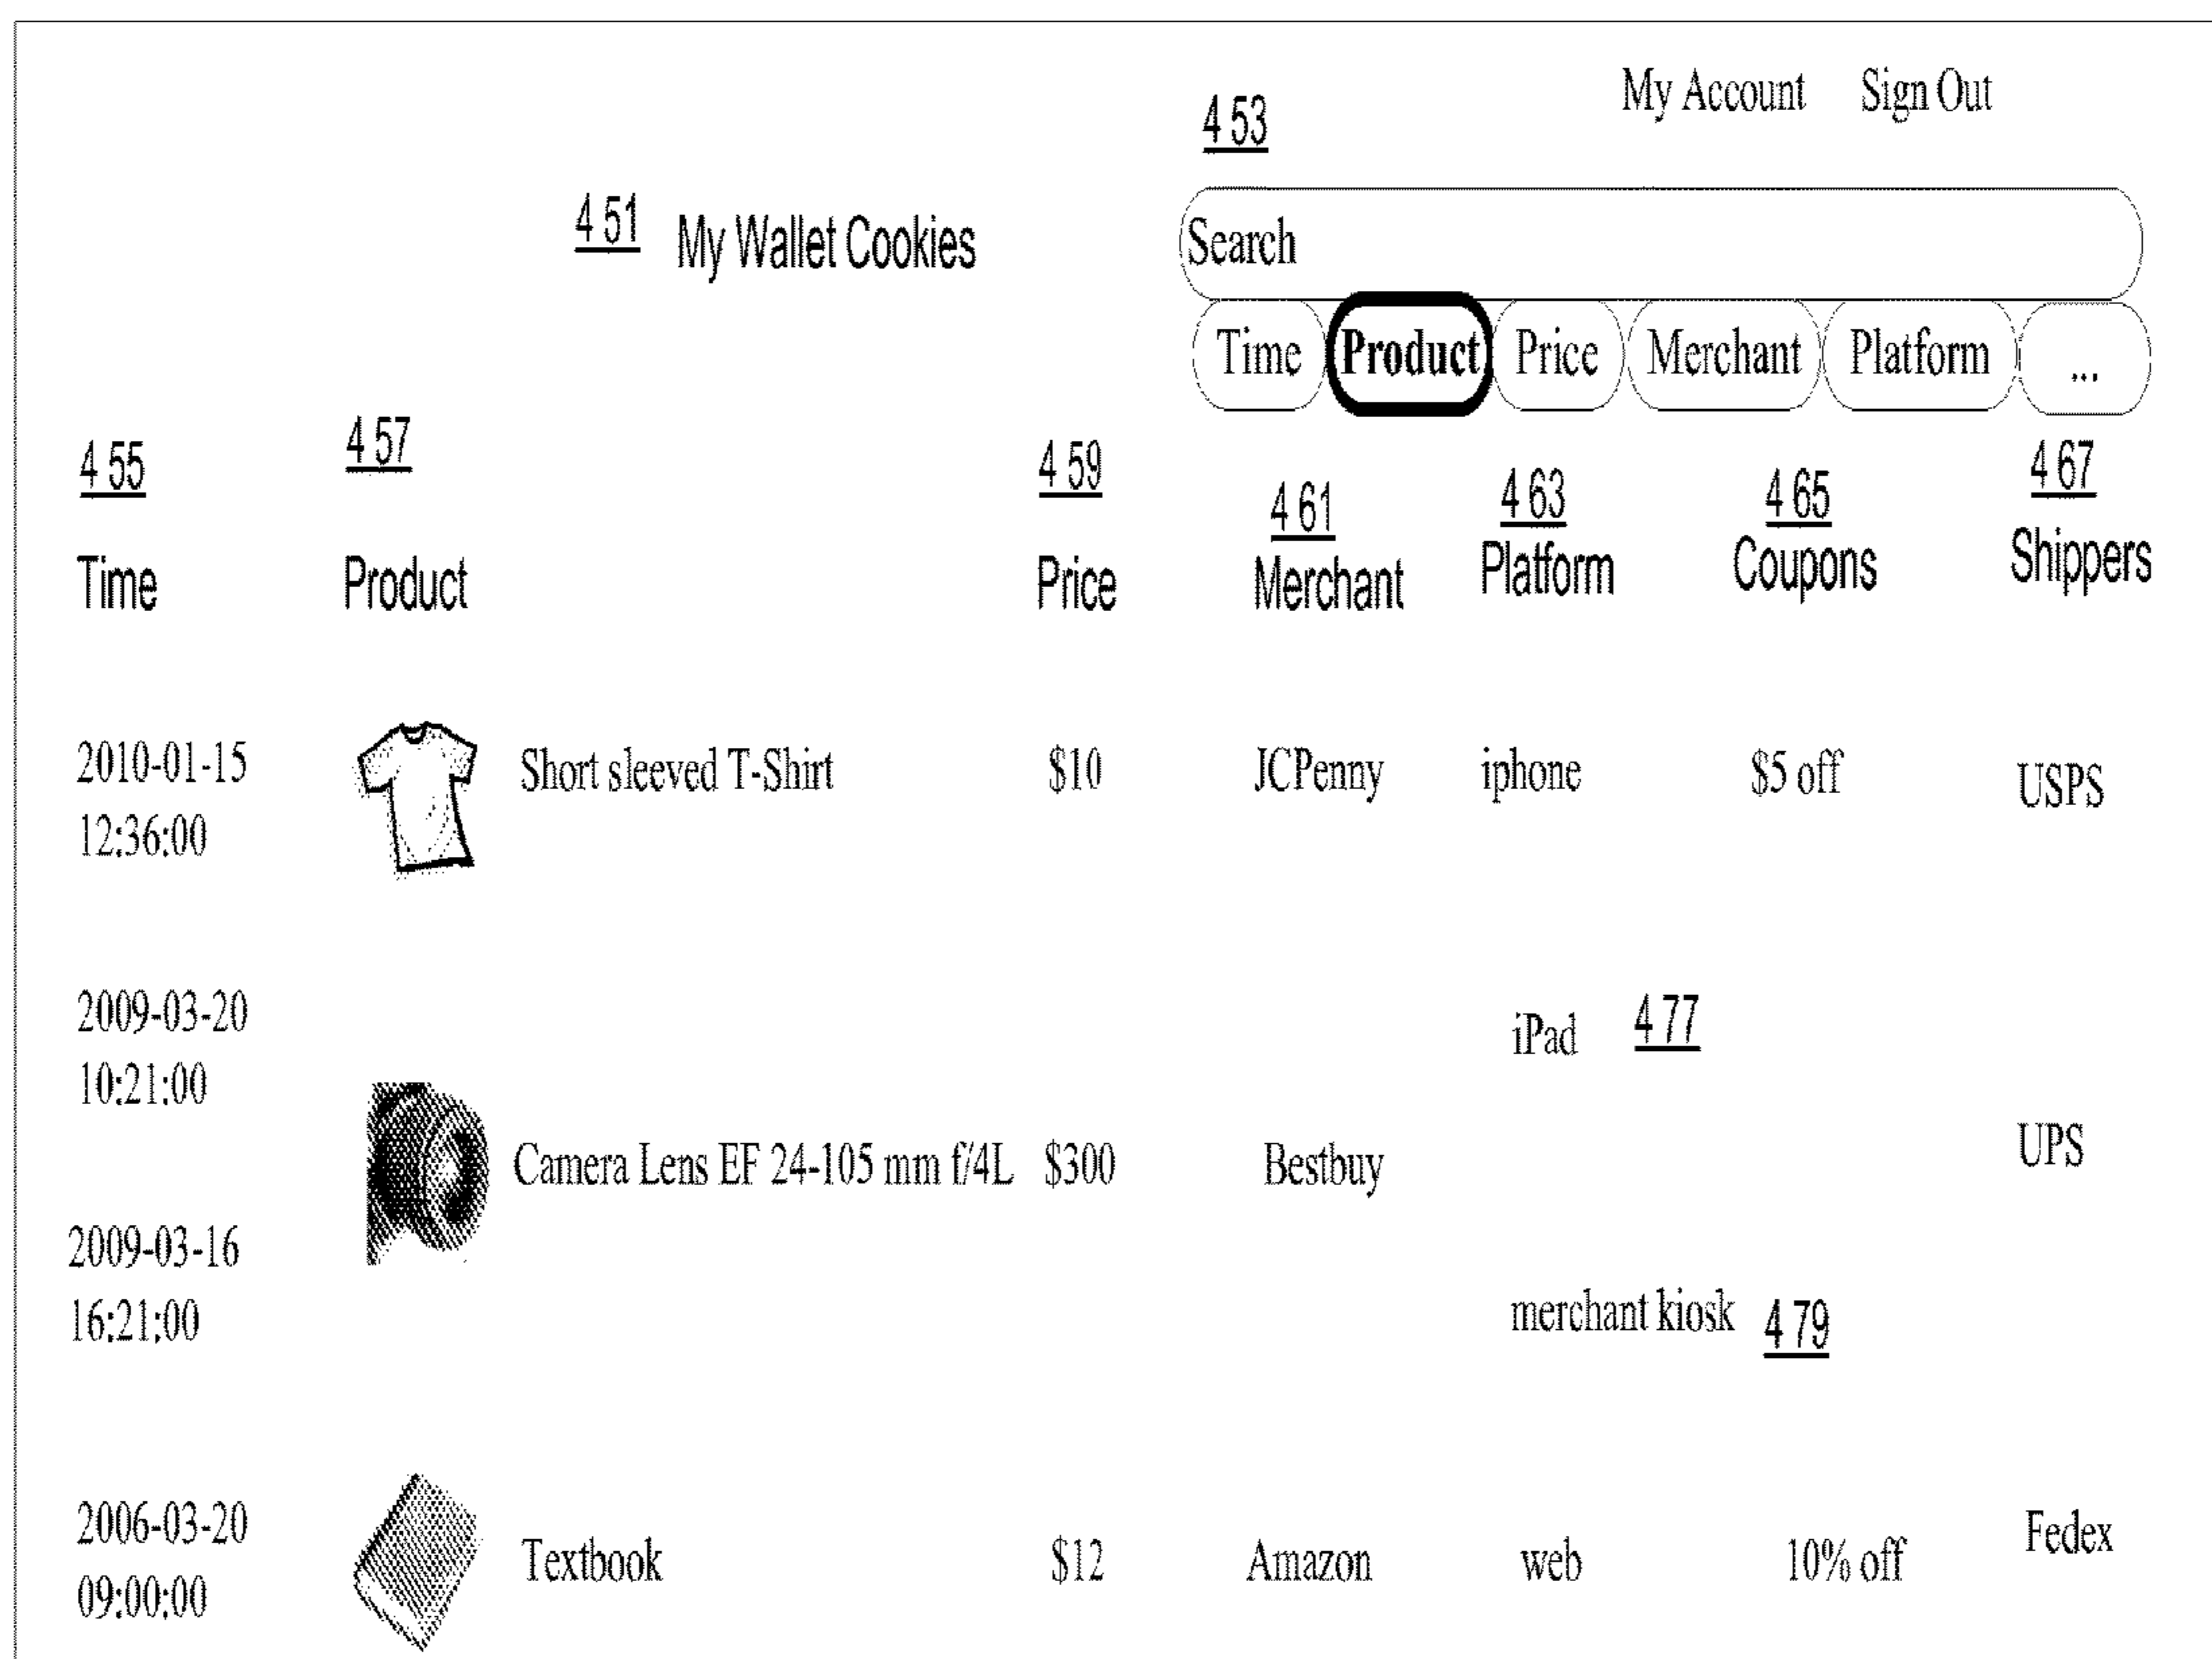 My Account Sign Out
453
451 My Wallet Cookies
Search
Time Product Price Merchant Platform ...
455 457 459 461 463 465 467
Time Product Price Merchant Platform Coupons Shippers
2010-01-15 Short sleeved T-Shirt $10 JCPenny iphone $5 off USPS
12:36:00
2009-03-20 iPad 477
10:21:00
Camera Lens EF 24-105 mm f/4L $300 Bestbuy UPS
2009-03-16
16:21:00 merchant kiosk 479
2006-03-20 Textbook $12 Amazon web 10% off Fedex
09:00:00